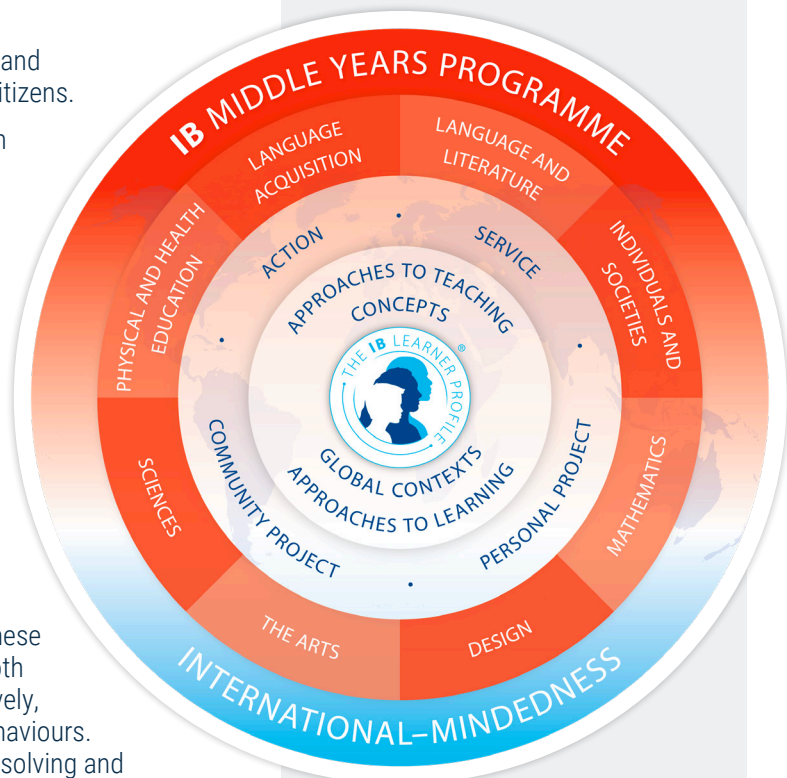 and
itizens.
n
IB MIDDLE YEARS PROGRAMME
LANGUAGE
ACQUISITION
LANGUAGE AND
LITERATURE
PHYSICAL AND HEALTH
EDUCATION
INDIVIDUALS AND
SOCIETIES
ACTION
SERVICE
APPROACHES TO TEACHING
CONCEPTS
THE IB LEARNER PROFILE ®
GLOBAL CONTEXTS
APPROACHES TO LEARNING
COMMUNITY PROJECT
PERSONAL PROJECT
SCIENCES
MATHEMATICS
THE ARTS
DESIGN
INTERNATIONAL–MINDEDNESS
hese
oth
vely,
naviours.
solving and